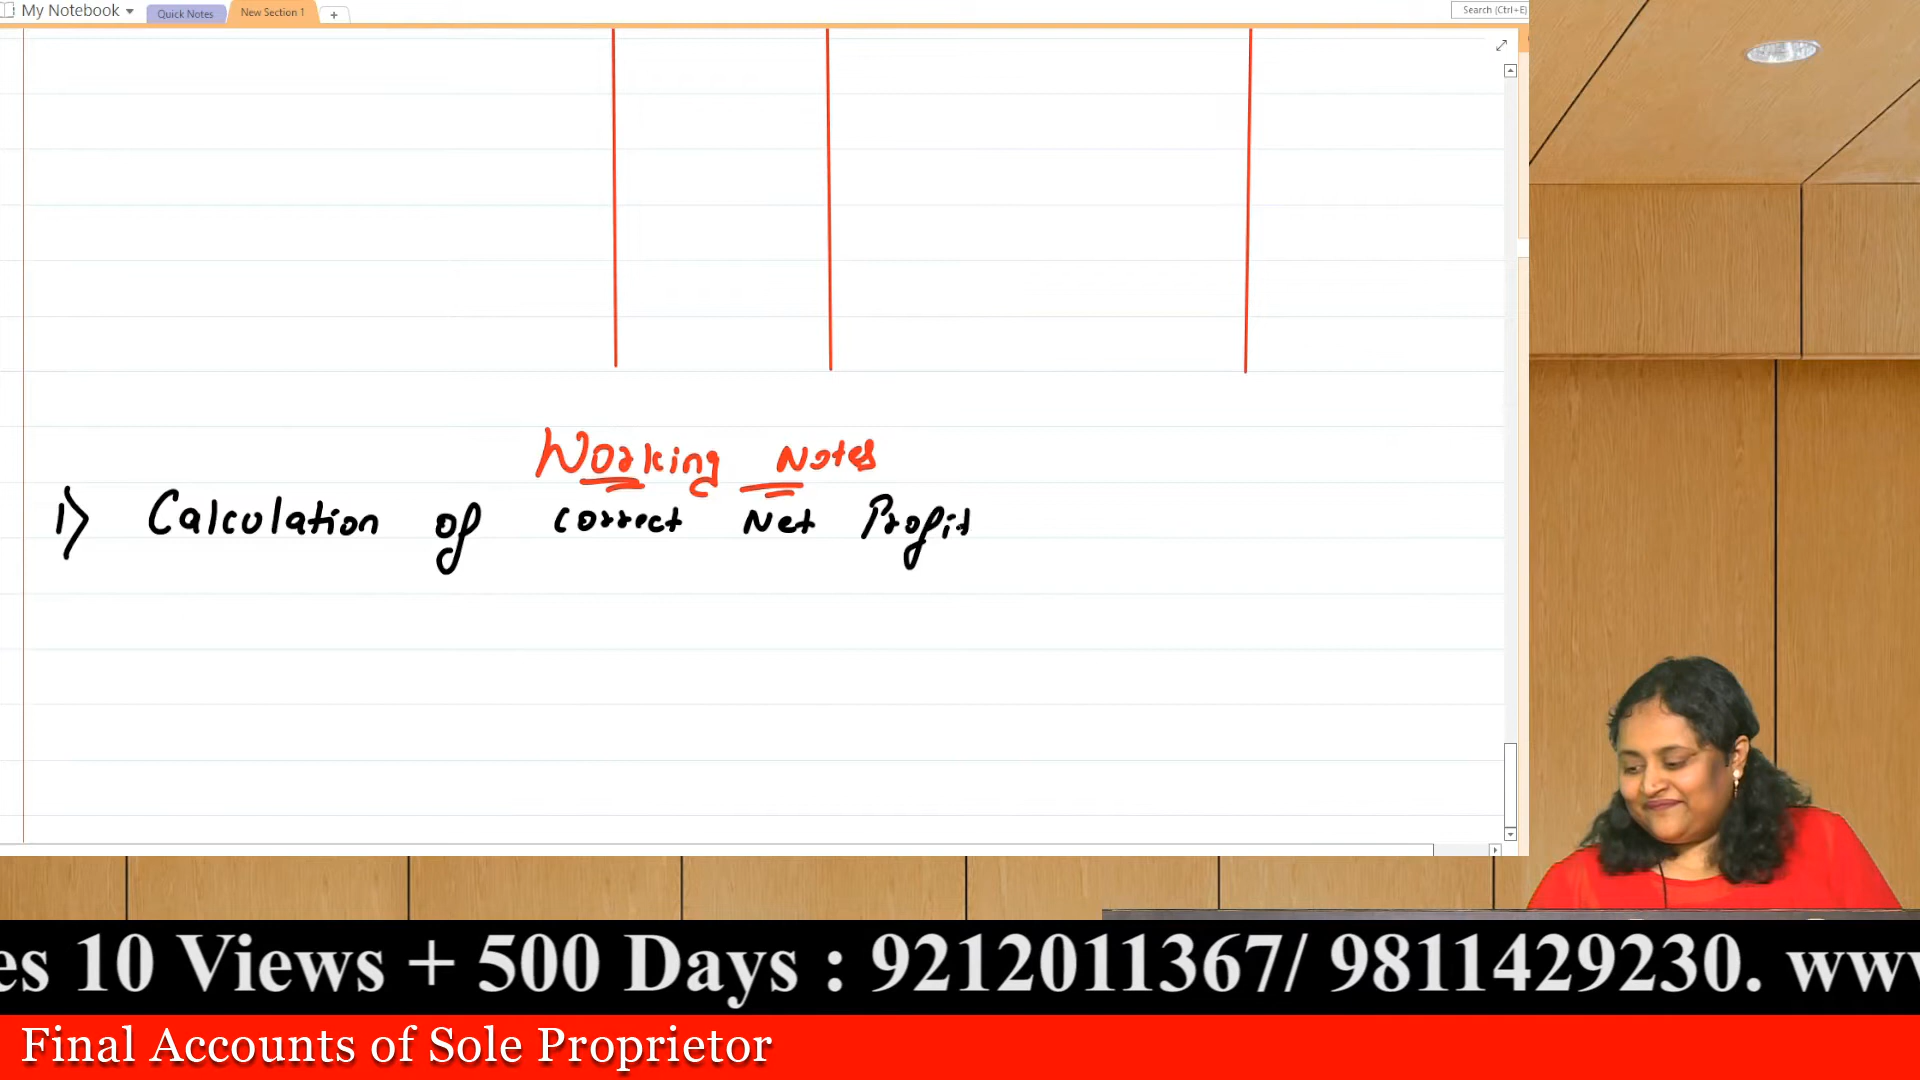 My Notebook
Quick Notes
New Section 1
Search (Ctrl+E)
Working Notes
1) Calculation of correct Net Profit
es 10 Views + 500 Days : 9212011367/ 9811429230. www
Final Accounts of Sole Proprietor